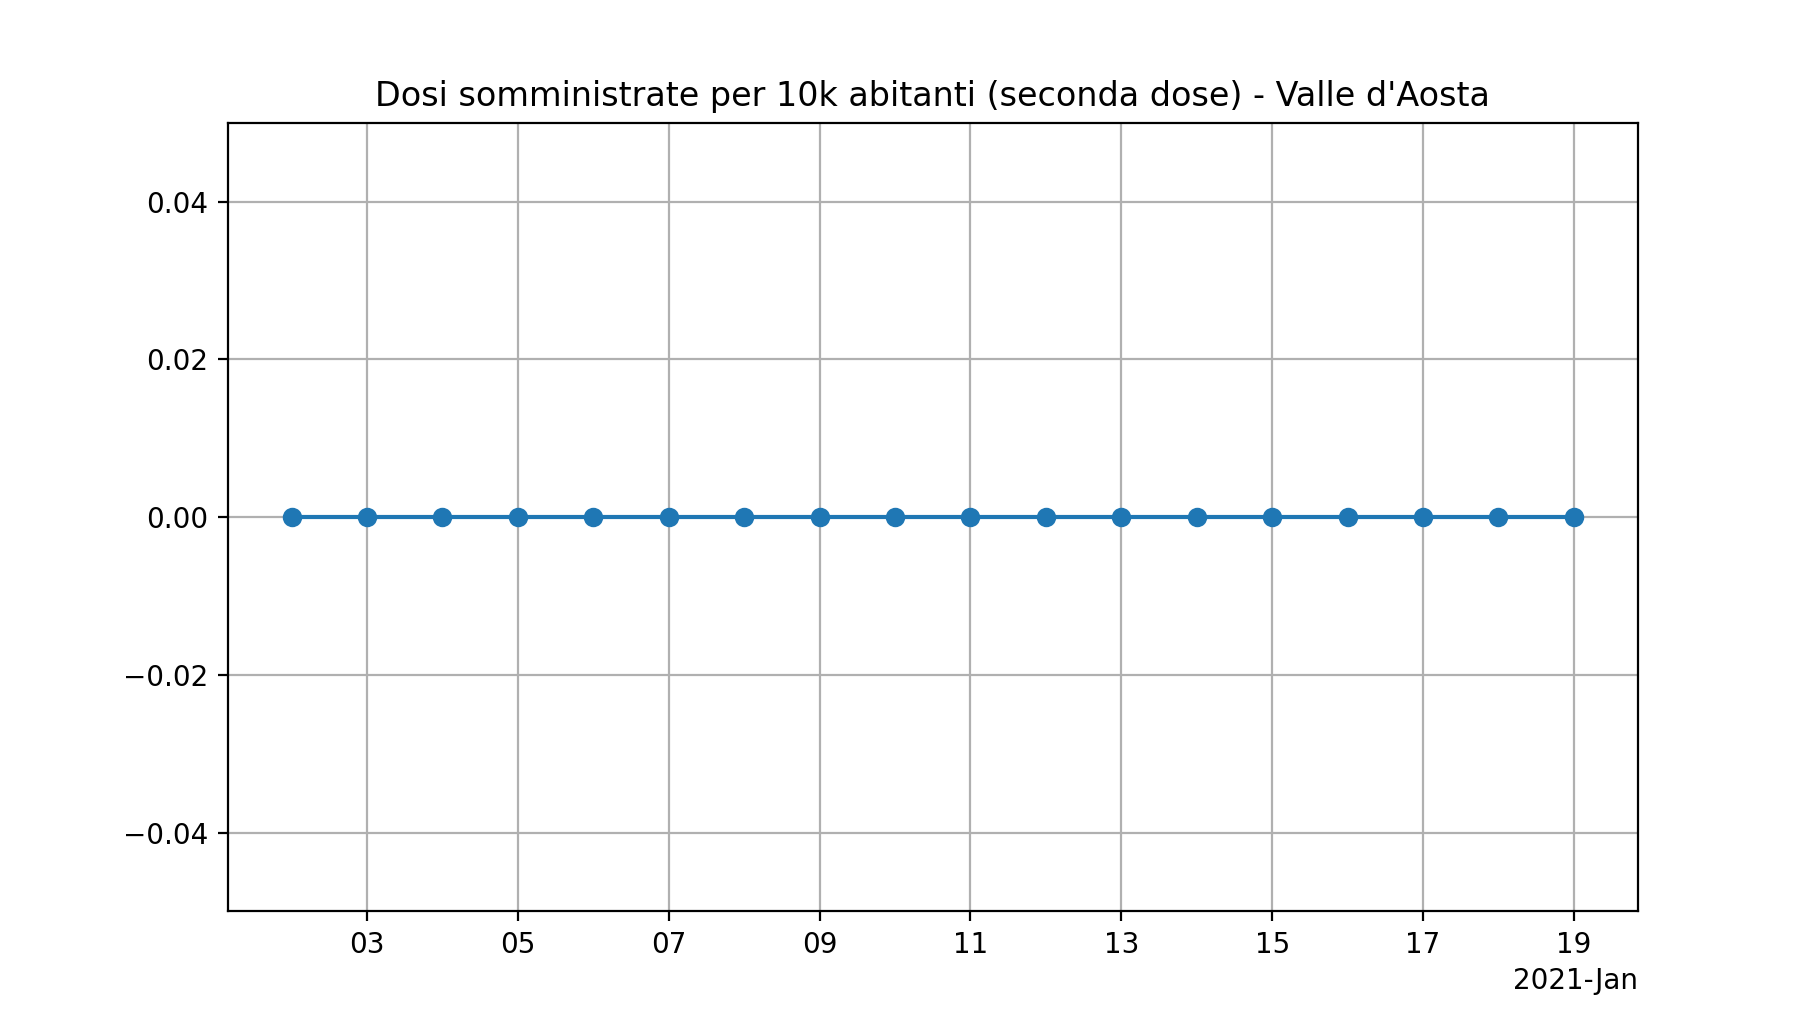 Dosi somministrate per 10k abitanti (seconda dose) - Valle d'Aosta
0.04
0.02
0.00
−0.02
−0.04
03 05 07 09 11 13 15 17 19
2021-Jan